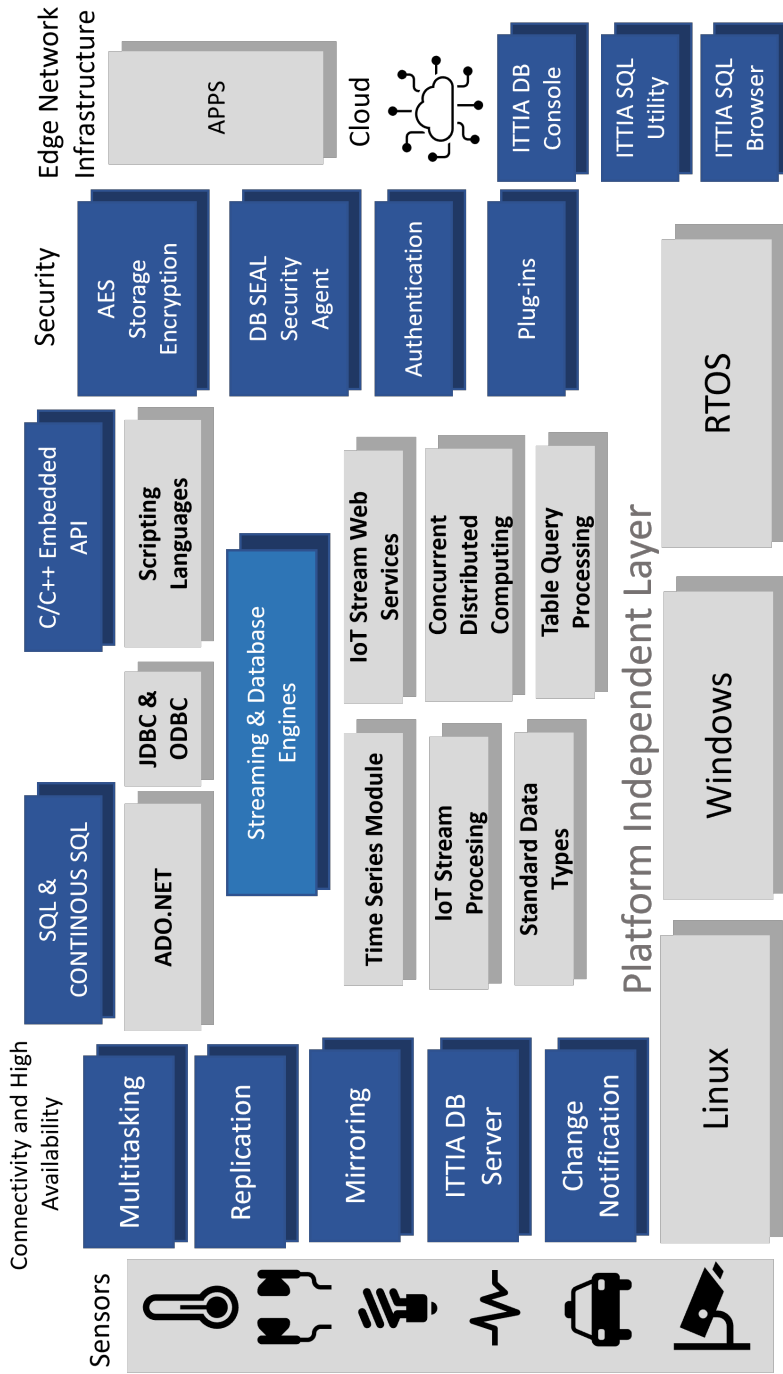 Sensors
Connectivity and High
Availability
Multitasking
Replication
Mirroring
ITTIA DB
Server
Change
Notification
SQL &
CONTINOUS SQL
C/C++ Embedded
API
ADO.NET
JDBC &
ODBC
Scripting
Languages
Streaming & Database
Engines
Time Series Module
IoT Stream Web
Services
IoT Stream
Procesing
Concurrent
Distributed
Computing
Standard Data
Types
Table Query
Processing
Platform Independent Layer
Linux
Windows
RTOS
Security
AES
Storage
Encryption
DB SEAL
Security
Agent
Authentication
Plug-ins
Edge Network
Infrastructure
APPS
Cloud
ITTIA DB
Console
ITTIA SQL
Utility
ITTIA SQL
Browser